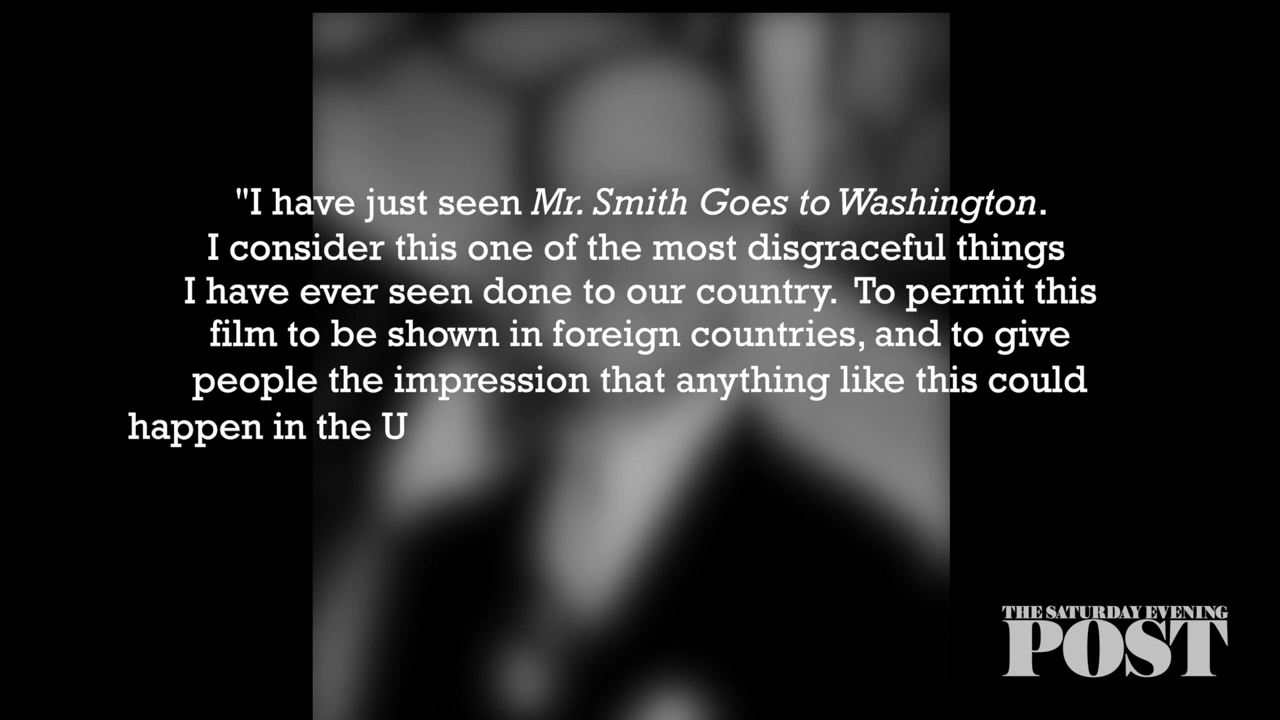 "I have just seen Mr. Smith Goes to Washington.
I consider this one of the most disgraceful things
I have ever seen done to our country.  To permit this
film to be shown in foreign countries, and to give
people the impression that anything like this could
happen in the U
THE SATURDAY EVENING
POST